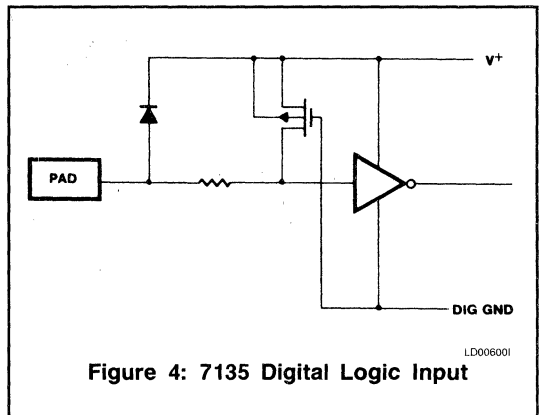 V+
PAD
DIG GND
LD00600I
Figure 4: 7135 Digital Logic Input